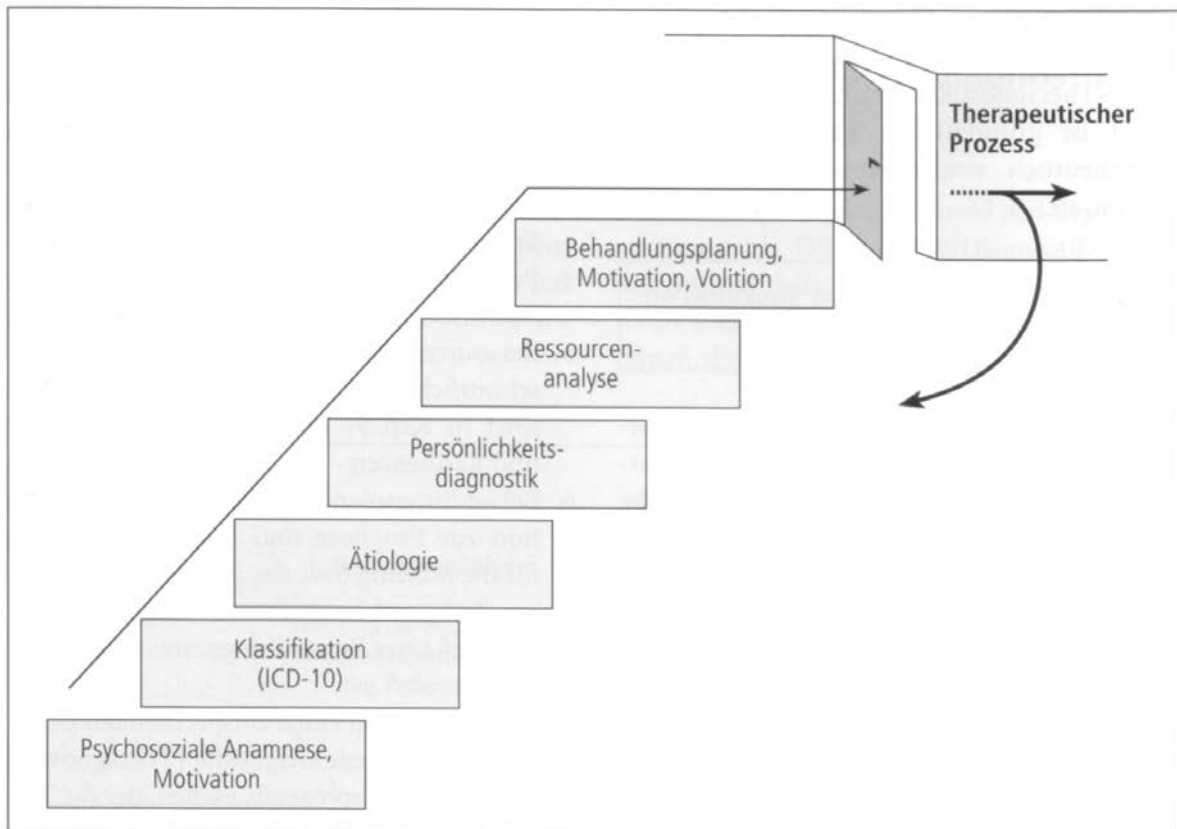 Therapeutischer
Prozess
Behandlungsplanung,
Motivation, Volition
Ressourcen-
analyse
Persönlichkeits-
diagnostik
Ätiologie
Klassifikation
(ICD-10)
Psychosoziale Anamnese,
Motivation